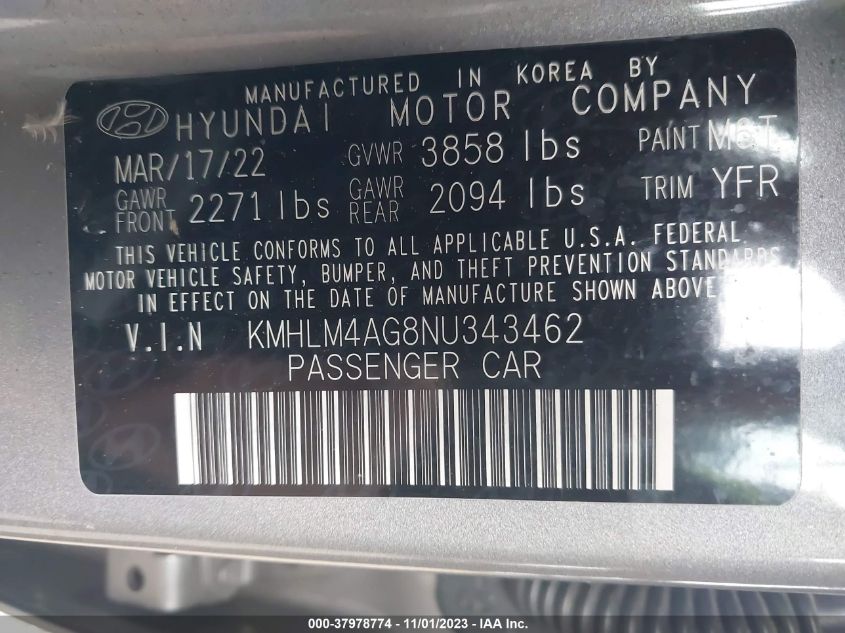 MANUFACTURED IN KOREA BY
HYUNDAI MOTOR COMPANY
MAR/17/22 GVWR 3858 lbs PAINT M6T
GAWR FRONT 2271 lbs GAWR REAR 2094 lbs TRIM YFR
THIS VEHICLE CONFORMS TO ALL APPLICABLE U.S.A. FEDERAL
MOTOR VEHICLE SAFETY, BUMPER, AND THEFT PREVENTION STANDARDS
IN EFFECT ON THE DATE OF MANUFACTURE SHOWN ABOVE
V.I.N KMHLM4AG8NU343462
PASSENGER CAR
000-37978774 - 11/01/2023 - IAA Inc.